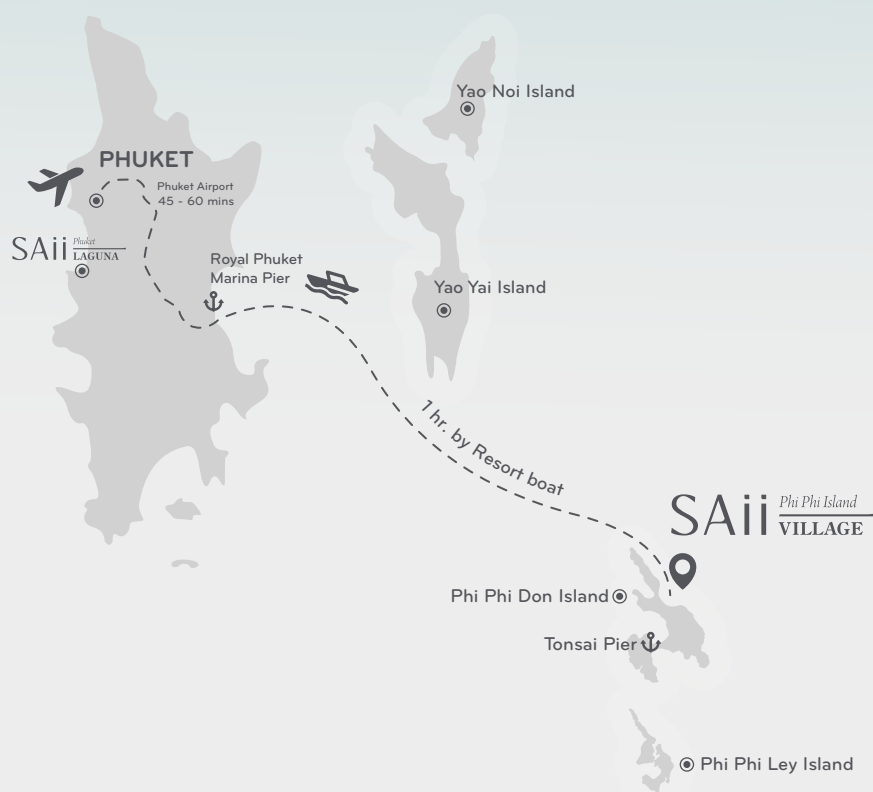 Yao Noi Island
PHUKET
Phuket Airport
45 - 60 mins
SAii Phuket
LAGUNA
Royal Phuket
Marina Pier
Yao Yai Island
1 hr. by Resort boat
SAii Phi Phi Island
VILLAGE
Phi Phi Don Island
Tonsai Pier
Phi Phi Ley Island